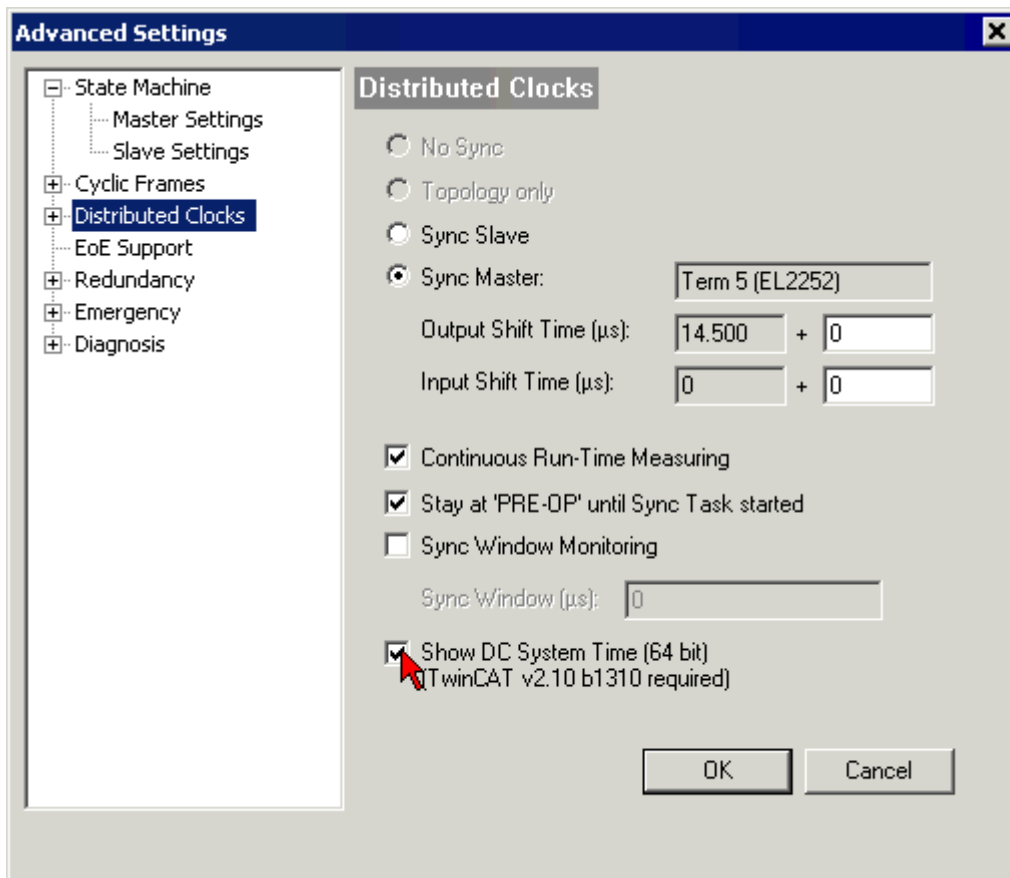 Advanced Settings
State Machine
Master Settings
Slave Settings
Cyclic Frames
Distributed Clocks
EoE Support
Redundancy
Emergency
Diagnosis
Distributed Clocks
No Sync
Topology only
Sync Slave
Sync Master: Term 5 (EL2252)
Output Shift Time (µs): 14.500 + 0
Input Shift Time (µs): 0 + 0
Continuous Run-Time Measuring
Stay at 'PRE-OP' until Sync Task started
Sync Window Monitoring
Sync Window (µs): 0
Show DC System Time (64 bit)
(TwinCAT v2.10 b1310 required)
OK Cancel